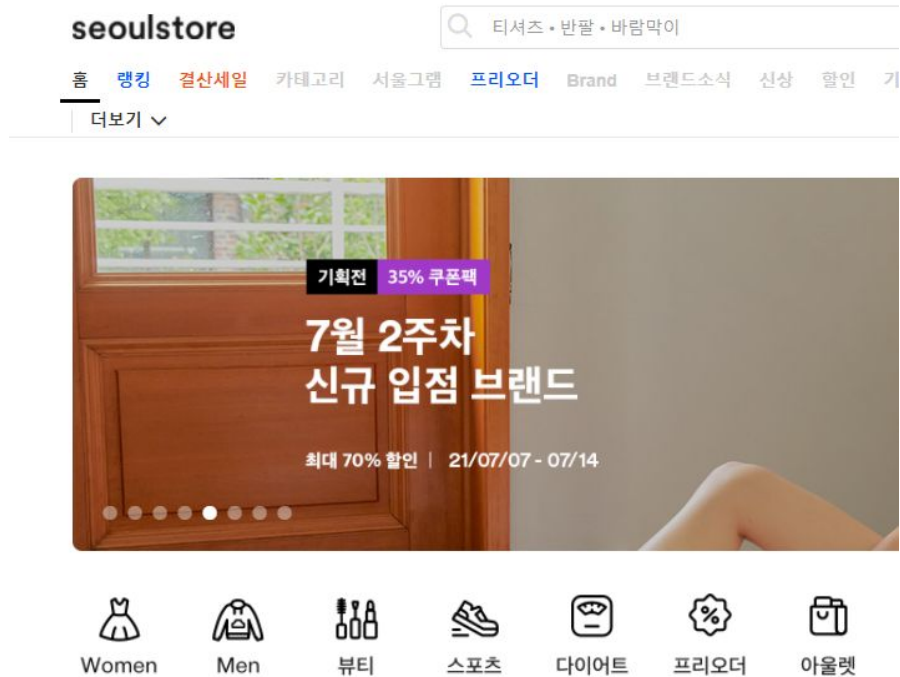 seoulstore
티셔츠 • 반팔 • 바람막이
홈 랭킹 결산세일 카테고리 서울그램 프리오더 Brand 브랜드소식 신상 할인 기
더보기
기획전 35% 쿠폰팩
7월 2주차
신규 입점 브랜드
최대 70% 할인 | 21/07/07 - 07/14
Women Men 뷰티 스포츠 다이어트 프리오더 아울렛